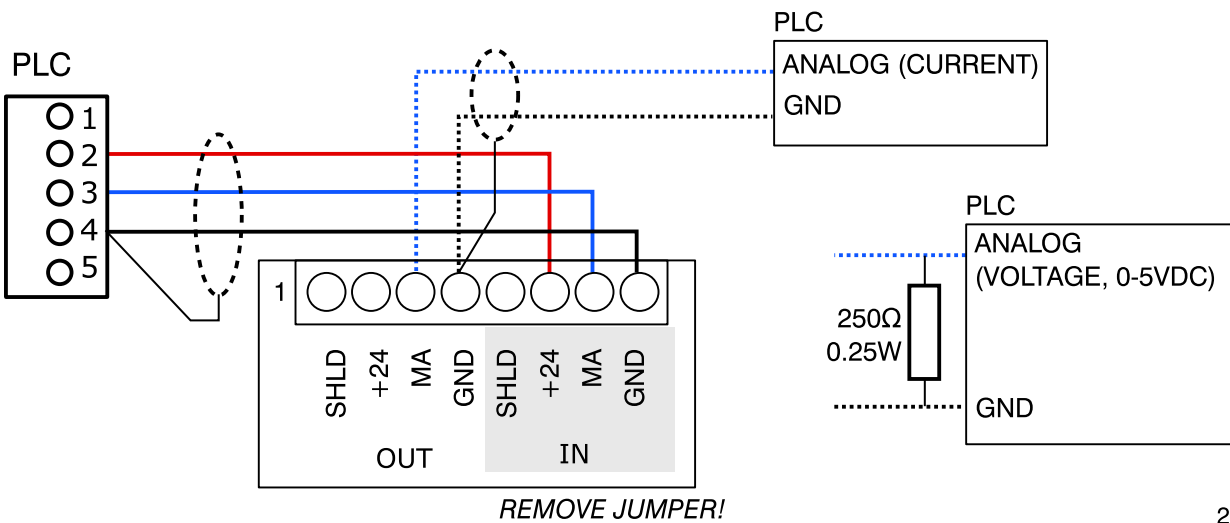 PLC
1
2
3
4
5
PLC
ANALOG (CURRENT)
GND
1
SHLD
+24
MA
GND
SHLD
+24
MA
GND
OUT
IN
REMOVE JUMPER!
PLC
ANALOG
(VOLTAGE, 0-5VDC)
250Ω
0.25W
GND
2